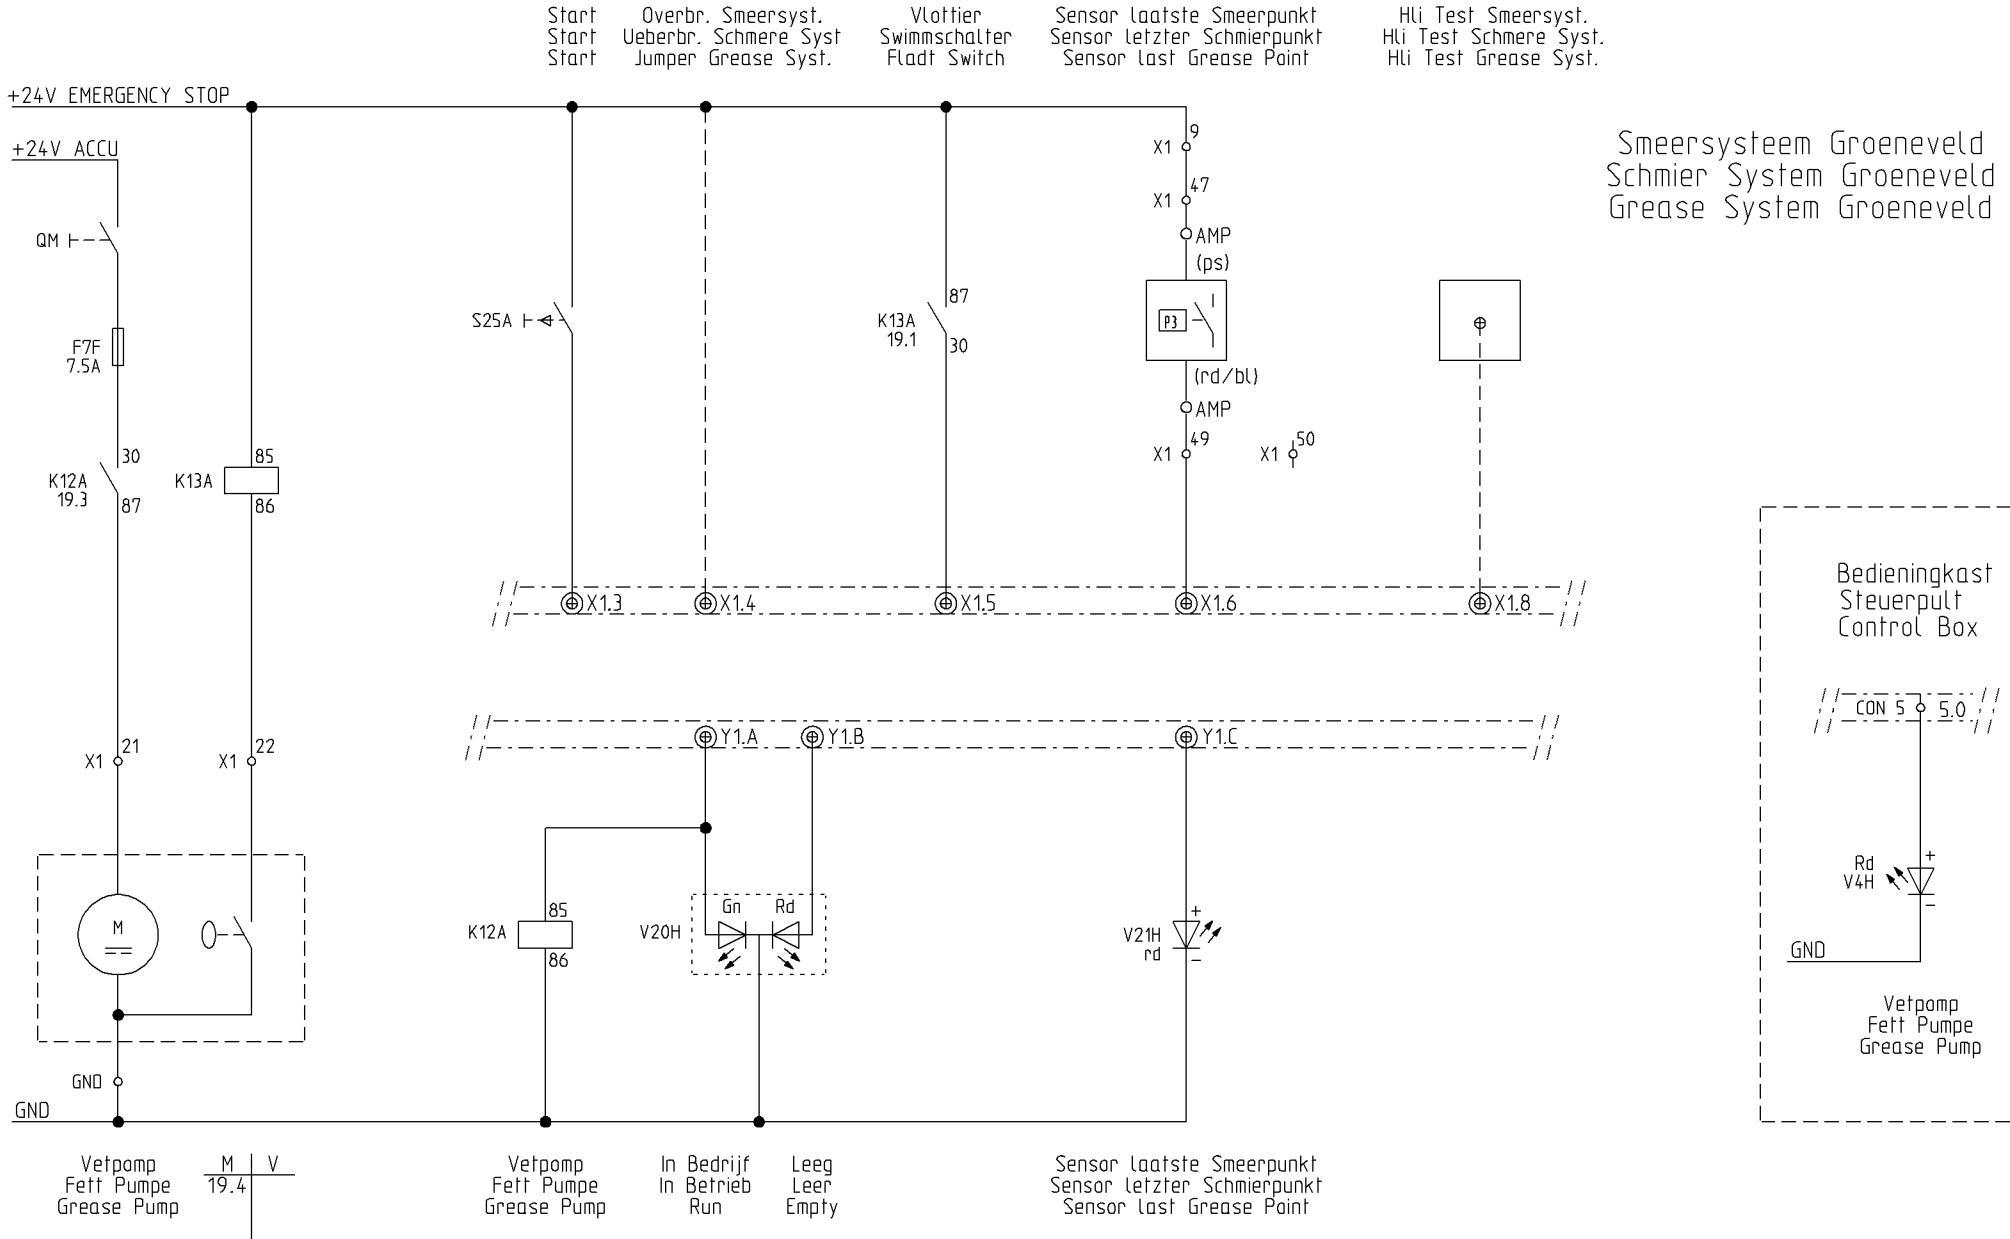 Start
Start
Start
Overbr. Smeersyst.
Ueberbr. Schmere Syst
Jumper Grease Syst.
Vlottier
Swimmschalter
Fladt Switch
Sensor laatste Smeerpunkt
Sensor letzter Schmierpunkt
Sensor last Grease Point
Hli Test Smeersyst.
Hli Test Schmere Syst.
Hli Test Grease Syst.
+24V EMERGENCY STOP
+24V ACCU
Smeersysteem Groeneveld
Schmier System Groeneveld
Grease System Groeneveld
9
X1
47
X1
AMP
(ps)
QM
S25A
87
K13A
19.1
30
P3
F7F
7.5A
(rd/bl)
AMP
49
X1
50
X1
30
K12A
19.3
87
85
K13A
86
X1.3
X1.4
X1.5
X1.6
X1.8
Bedieningkast
Steuerpult
Control Box
CON 5
5.0
Y1.A
Y1.B
Y1.C
21
X1
22
X1
M
85
K12A
86
Gn
Rd
V20H
+
V21H
rd
-
+
Rd
V4H
-
GND
Vetpomp
Fett Pumpe
Grease Pump
GND
GND
Vetpomp
Fett Pumpe
Grease Pump
M V
19.4
Vetpomp
Fett Pumpe
Grease Pump
In Bedrijf
In Betrieb
Run
Leeg
Leer
Empty
Sensor laatste Smeerpunkt
Sensor letzter Schmierpunkt
Sensor last Grease Point